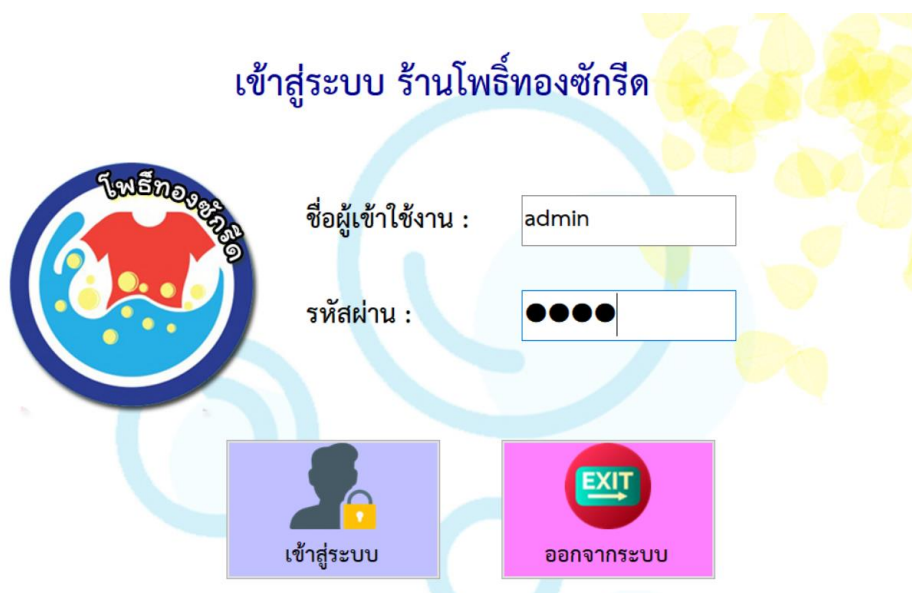 เข้าสู่ระบบ ร้านโพธิ์ทองซักรีด
โพธิ์ทองซักรีด
ชื่อผู้เข้าใช้งาน :
admin
รหัสผ่าน :
●●●●
EXIT
เข้าสู่ระบบ
ออกจากระบบ